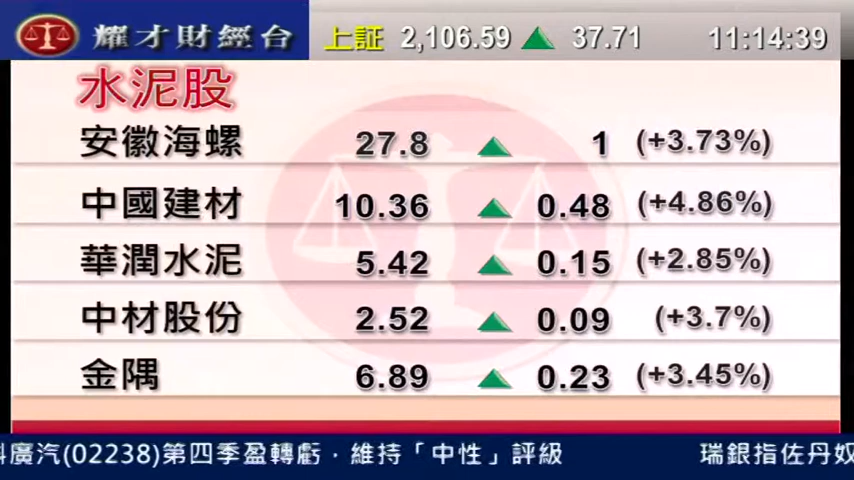 耀才財經台 上証 2,106.59 37.71 11:14:39
水泥股
安徽海螺 27.8 1 (+3.73%)
中國建材 10.36 0.48 (+4.86%)
華潤水泥 5.42 0.15 (+2.85%)
中材股份 2.52 0.09 (+3.7%)
金隅 6.89 0.23 (+3.45%)
廣汽(02238)第四季盈轉虧．維持「中性」評級 瑞銀指佐丹奴